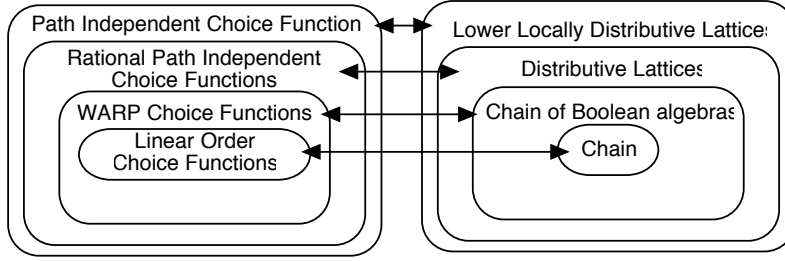 Path Independent Choice Function
Rational Path Independent
Choice Functions
WARP Choice Functions
Linear Order
Choice Functions
Lower Locally Distributive Lattices
Distributive Lattices
Chain of Boolean algebras
Chain